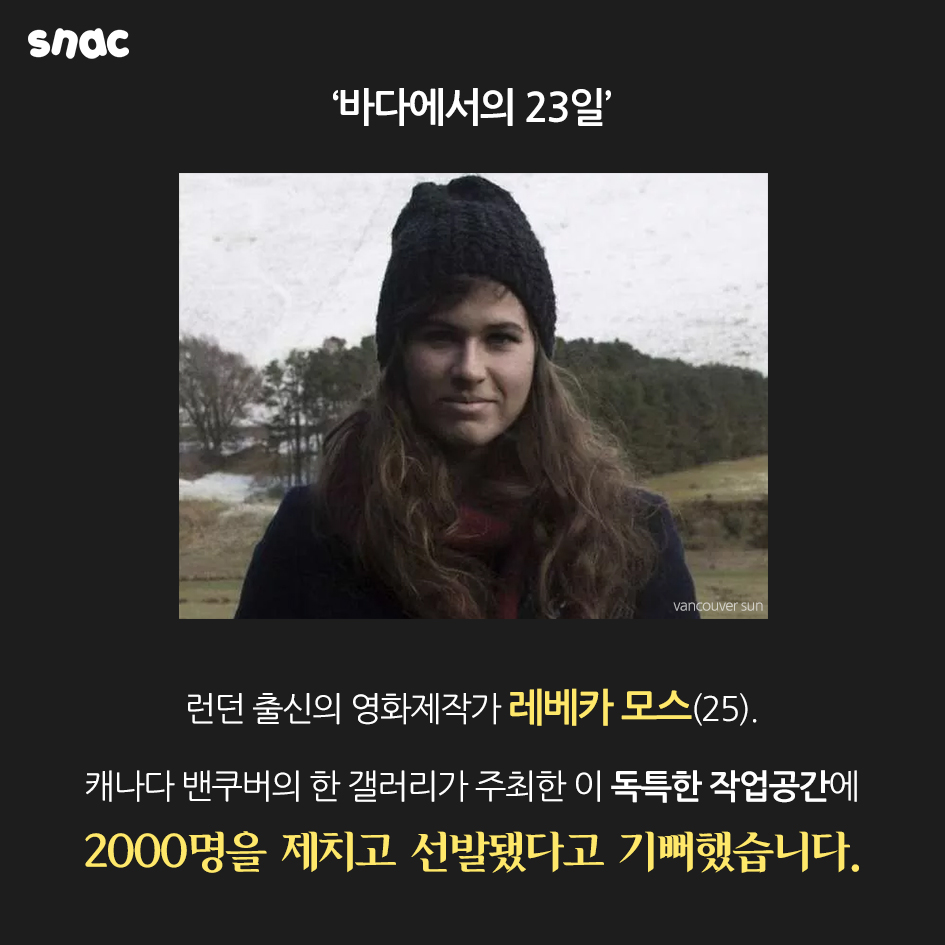 snac
‘바다에서의 23일’
vancouver sun
런던 출신의 영화제작가 레베카 모스(25).
캐나다 밴쿠버의 한 갤러리가 주최한 이 독특한 작업공간에
2000명을 제치고 선발됐다고 기뻐했습니다.